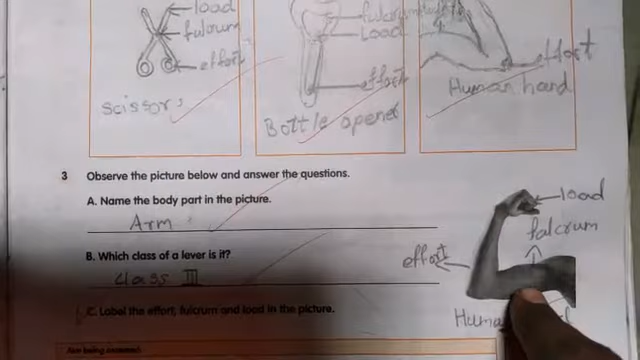 load
fulcrum
effort
scissors
fulcrum
Load
effort
Bottle opener
effort
Human hand
3 Observe the picture below and answer the questions.
A. Name the body part in the picture.
Arm
B. Which class of a lever is it?
class III
C. Label the effort, fulcrum and load in the picture.
load
falcrum
effort